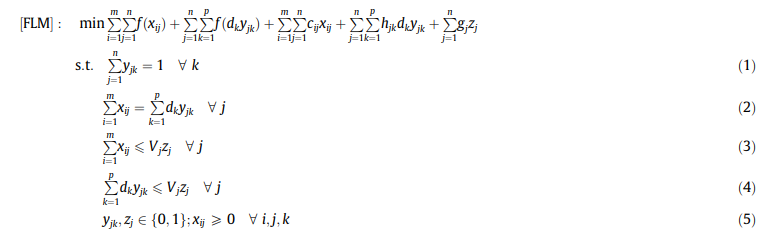 [FLM] : min ∑_{i=1}^{m}∑_{j=1}^{n} f(x_{ij}) + ∑_{j=1}^{n}∑_{k=1}^{p} f(d_k y_{jk}) + ∑_{i=1}^{m}∑_{j=1}^{n} c_{ij}x_{ij} + ∑_{j=1}^{n}∑_{k=1}^{p} h_{jk}d_k y_{jk} + ∑_{j=1}^{n} g_j z_j
s.t. ∑_{j=1}^{n} y_{jk} = 1 ∀ k (1)
∑_{i=1}^{m} x_{ij} = ∑_{k=1}^{p} d_k y_{jk} ∀ j (2)
∑_{i=1}^{m} x_{ij} ⩽ V_j z_j ∀ j (3)
∑_{k=1}^{p} d_k y_{jk} ⩽ V_j z_j ∀ j (4)
y_{jk}, z_j ∈ {0, 1}; x_{ij} ⩾ 0 ∀ i, j, k (5)